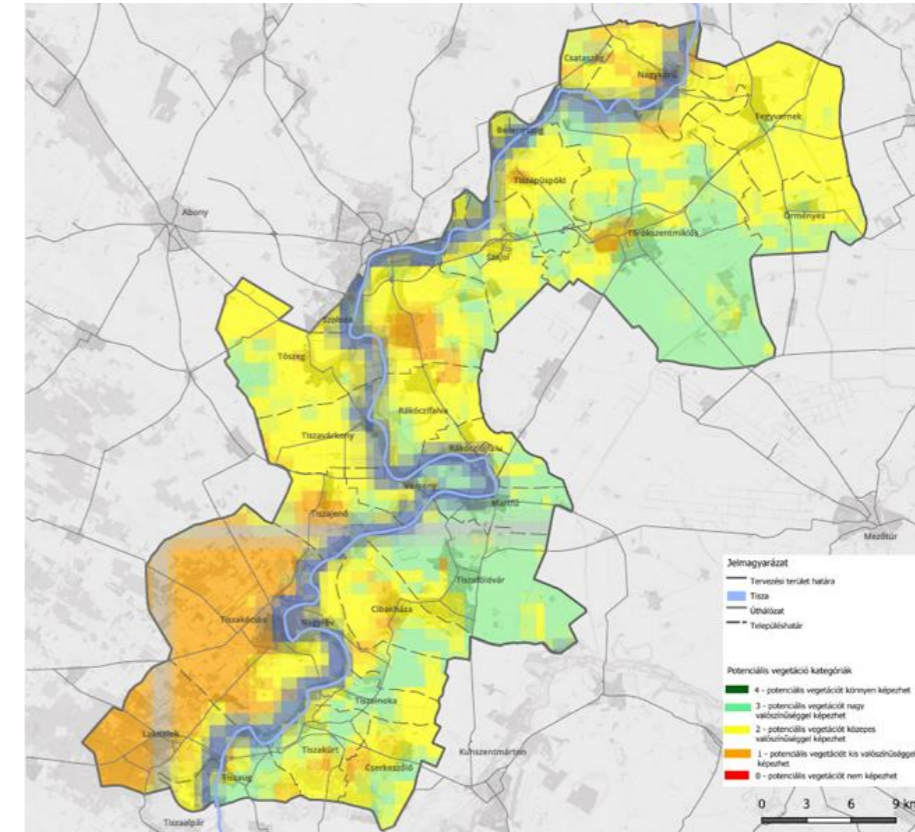 Csataszög
Nagykörű
Fegyvernek
Besenyszög
Tiszapüspöki
Örményes
Abony
Törökszentmiklós
Szajol
Szolnok
Tószeg
Rákóczifalva
Tiszavárkony
Rákócziújfalu
Vezseny
Martfű
Tiszajenő
Mezőtúr
Tiszaföldvár
Cibakháza
Tiszakécske
Nagyrév
Tiszainoka
Lakitelek
Tiszakürt
Kunszentmárton
Cserkeszőlő
Tiszaug
Tiszaalpár
Jelmagyarázat
Tervezési terület határa
Tisza
Úthálózat
Településhatár
Potenciális vegetáció kategóriák
4 - potenciális vegetációt könnyen képezhet
3 - potenciális vegetációt nagy
valószínűséggel képezhet
2 - potenciális vegetációt közepes
valószínűséggel képezhet
1 - potenciális vegetációt kis valószínűséggel
képezhet
0 - potenciális vegetációt nem képezhet
0 3 6 9 km